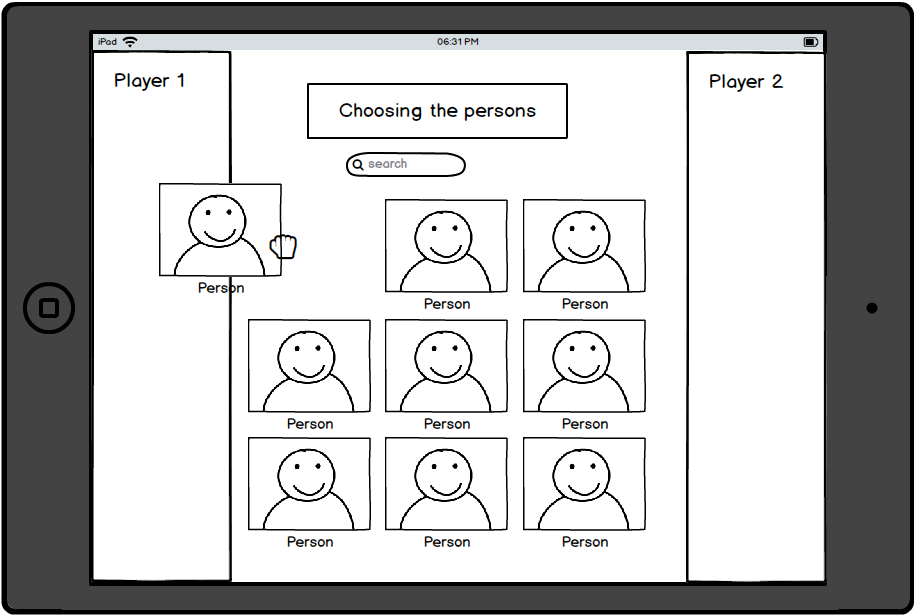 iPad
06:31 PM
Player 1
Player 2
Choosing the persons
search
Person
Person
Person
Person
Person
Person
Person
Person
Person